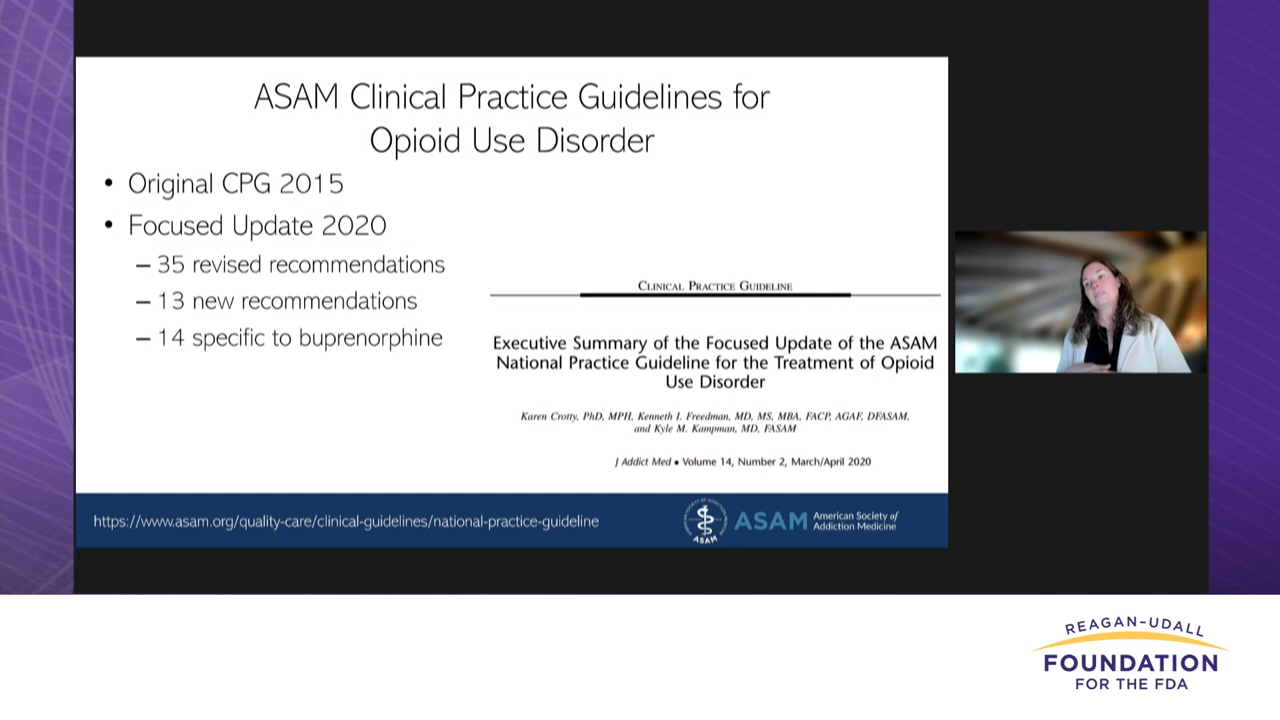 ASAM Clinical Practice Guidelines for
Opioid Use Disorder
• Original CPG 2015
• Focused Update 2020
– 35 revised recommendations
– 13 new recommendations
– 14 specific to buprenorphine
CLINICAL PRACTICE GUIDELINE
Executive Summary of the Focused Update of the ASAM
National Practice Guideline for the Treatment of Opioid
Use Disorder
Karen Crotty, PhD, MPH, Kenneth I. Freedman, MD, MS, MBA, FACP, AGAF, DFASAM,
and Kyle M. Kampman, MD, FASAM
J Addict Med • Volume 14, Number 2, March/April 2020
https://www.asam.org/quality-care/clinical-guidelines/national-practice-guideline
ASAM
ASAM
American Society of
Addiction Medicine
REAGAN-UDALL
FOUNDATION
FOR THE FDA